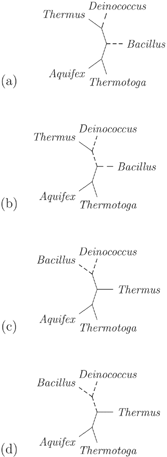 Deinococcus
Thermus
Bacillus
(a)
Aquifex
Thermotoga
Deinococcus
Thermus
Bacillus
(b)
Aquifex
Thermotoga
Deinococcus
Bacillus
Thermus
(c)
Aquifex
Thermotoga
Deinococcus
Bacillus
Thermus
(d)
Aquifex
Thermotoga